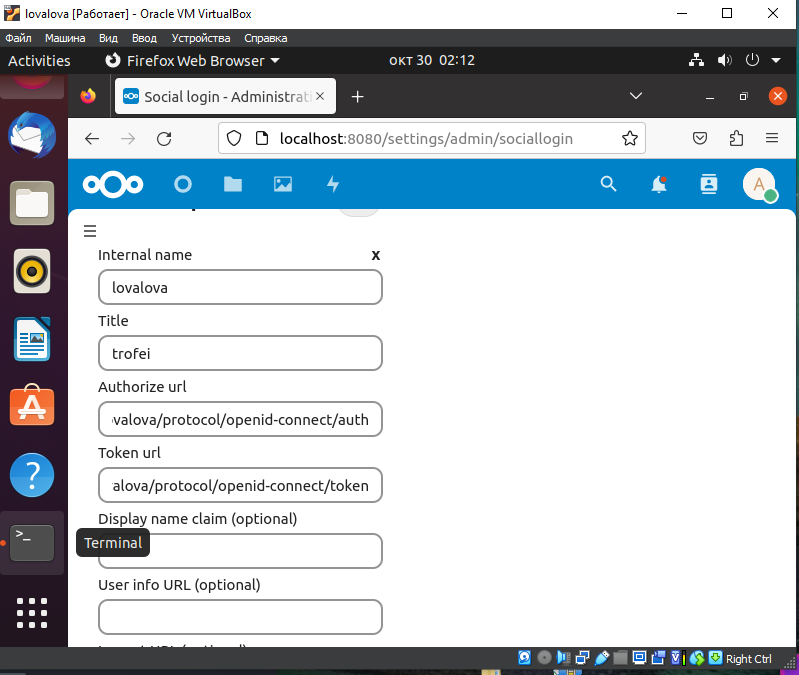 lovalova [Работает] - Oracle VM VirtualBox
Файл Машина Вид Ввод Устройства Справка
Activities Firefox Web Browser окт 30 02:12
Social login - Administrati
localhost:8080/settings/admin/sociallogin
A
Internal name x
lovalova
Title
trofei
Authorize url
ovalova/protocol/openid-connect/auth
Token url
alova/protocol/openid-connect/token
Display name claim (optional)
Terminal
User info URL (optional)
Right Ctrl